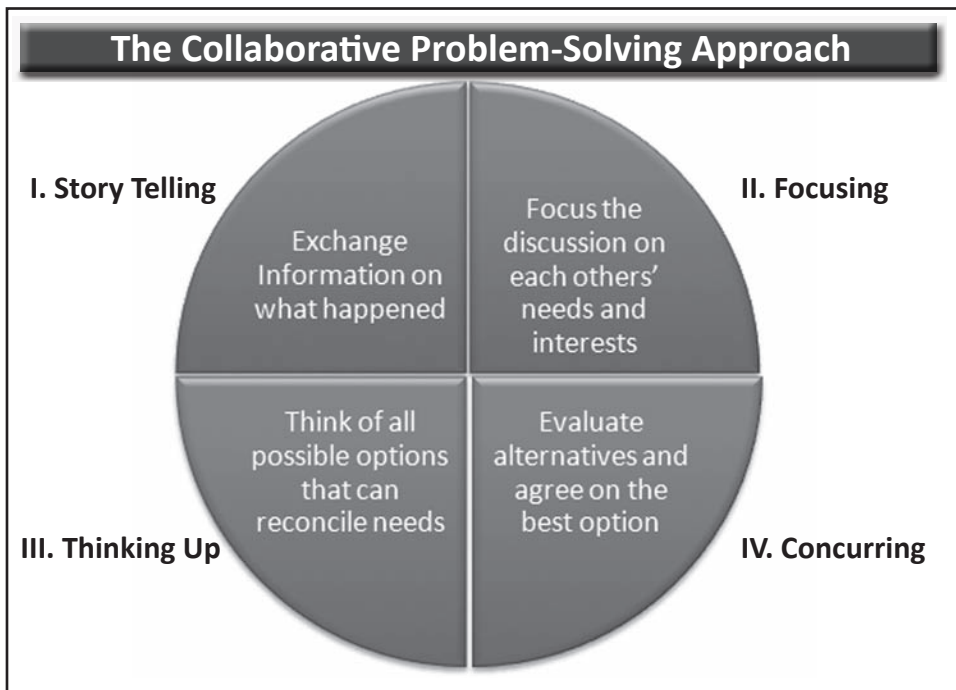 The Collaborative Problem-Solving Approach
I. Story Telling
Exchange
Information on
what happened
II. Focusing
Focus the
discussion on
each others'
needs and
interests
III. Thinking Up
Think of all
possible options
that can
reconcile needs
IV. Concurring
Evaluate
alternatives and
agree on the
best option